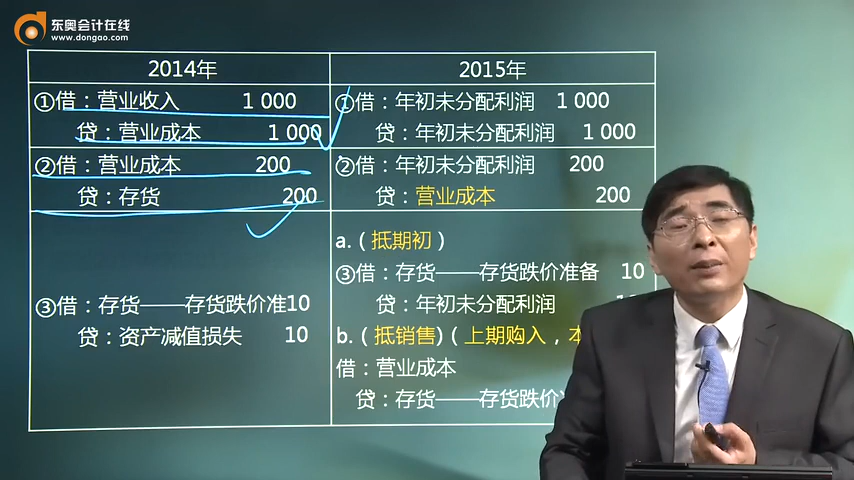 东奥会计在线
www.dongao.com
2014年 2015年
①借：营业收入 1 000 ①借：年初未分配利润 1 000
贷：营业成本 1 000 贷：年初未分配利润 1 000
②借：营业成本 200 ②借：年初未分配利润 200
贷：存货 200 贷：营业成本 200
a.（抵期初）
③借：存货——存货跌价准备 10
③借：存货——存货跌价准10 贷：年初未分配利润
贷：资产减值损失 10 b.（抵销售）（上期购入，
借：营业成本
贷：存货——存货跌价